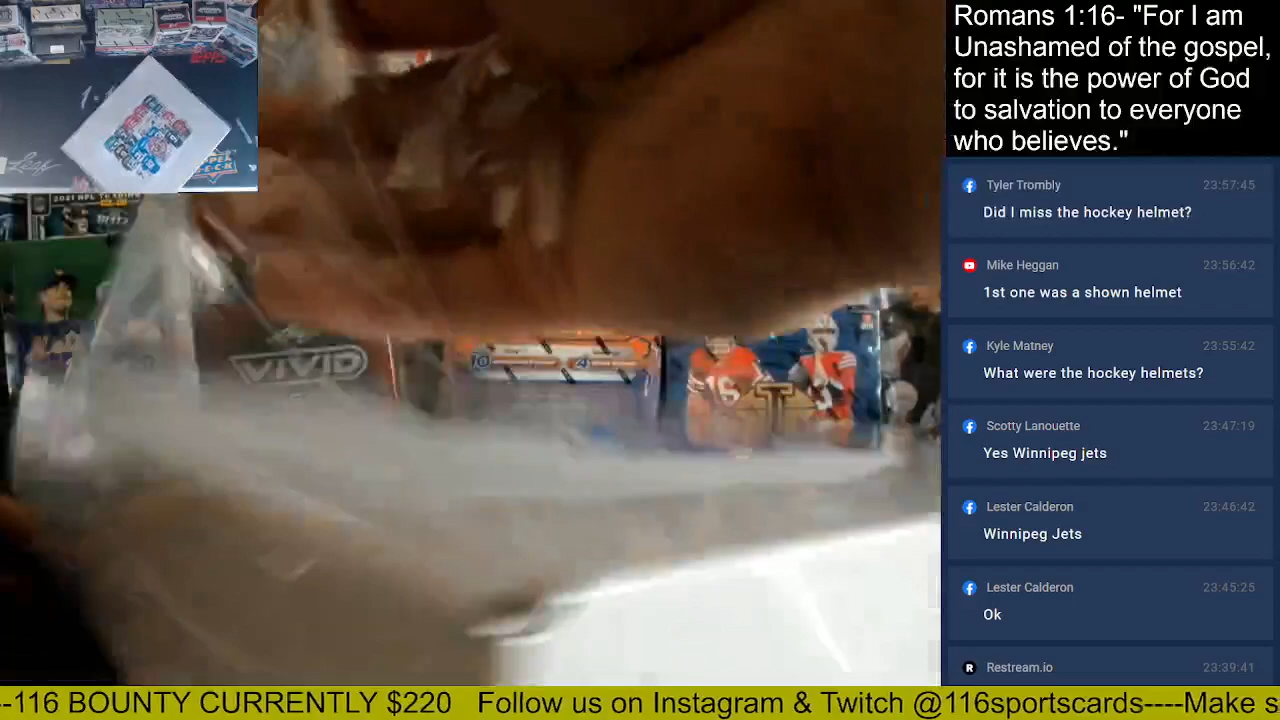 Romans 1:16- "For I am
Unashamed of the gospel,
for it is the power of God
to salvation to everyone
who believes."
Tyler Trombly 23:57:45
Did I miss the hockey helmet?
Mike Heggan 23:56:42
1st one was a shown helmet
Kyle Matney 23:55:42
What were the hockey helmets?
Scotty Lanouette 23:47:19
Yes Winnipeg jets
Lester Calderon 23:46:42
Winnipeg Jets
Lester Calderon 23:45:25
Ok
Restream.io 23:39:41
Leaf
VIVID
16
--116 BOUNTY CURRENTLY $220 Follow us on Instagram & Twitch @116sportscards----Make s